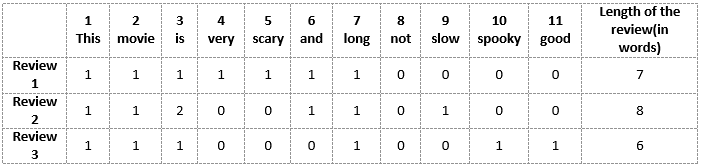 1 2 3 4 5 6 7 8 9 10 11 Length of the
This movie is very scary and long not slow spooky good review(in
words)
Review
1
1 1 1 1 1 1 1 0 0 0 0 7
Review
2
1 1 2 0 0 1 1 0 1 0 0 8
Review
3
1 1 1 0 0 0 1 0 0 1 1 6